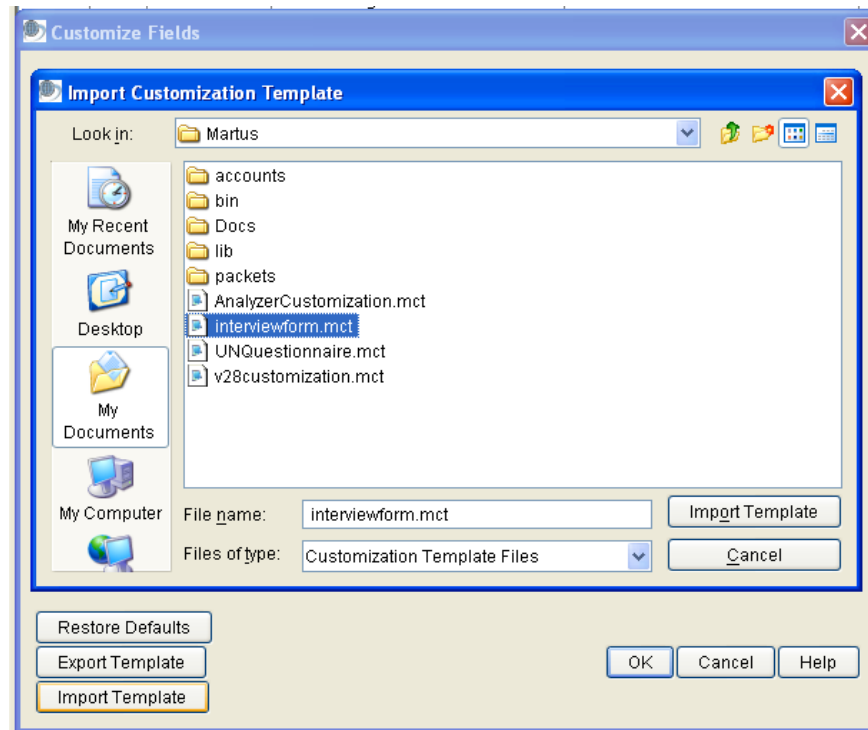 Customize Fields
Import Customization Template
Look in:
Martus
My Recent
Documents
Desktop
My
Documents
My Computer
accounts
bin
Docs
lib
packets
AnalyzerCustomization.mct
interviewform.mct
UNQuestionnaire.mct
v28customization.mct
File name:
interviewform.mct
Import Template
Files of type:
Customization Template Files
Cancel
Restore Defaults
Export Template
OK
Cancel
Help
Import Template